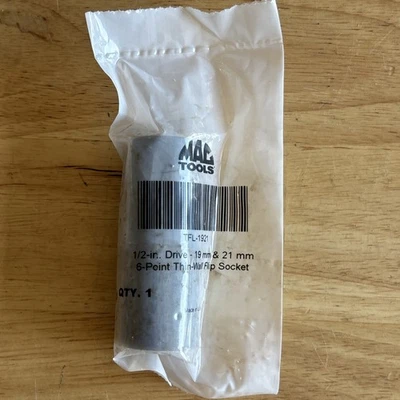 MAC
TOOLS
TFL-1921
1/2-in. Drive - 19 mm & 21 mm
6-Point Thin-Wall Flip Socket
QTY. 1